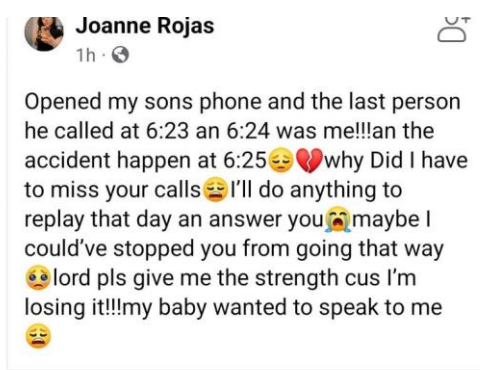 Joanne Rojas
1h ·
Opened my sons phone and the last person
he called at 6:23 an 6:24 was me!!!an the
accident happen at 6:25😩💔why Did I have
to miss your calls😩I'll do anything to
replay that day an answer you😭maybe I
could've stopped you from going that way
🥺lord pls give me the strength cus I'm
losing it!!!my baby wanted to speak to me
😩